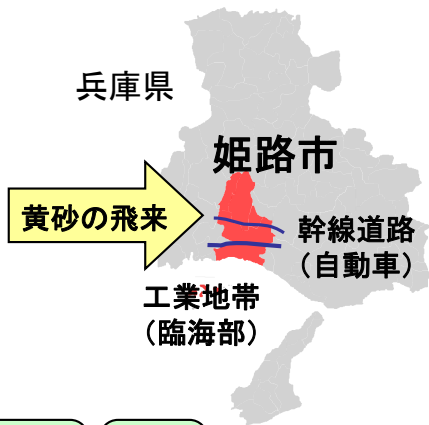 兵庫県
姫路市
黄砂の飛来
幹線道路
（自動車）
工業地帯
（臨海部）